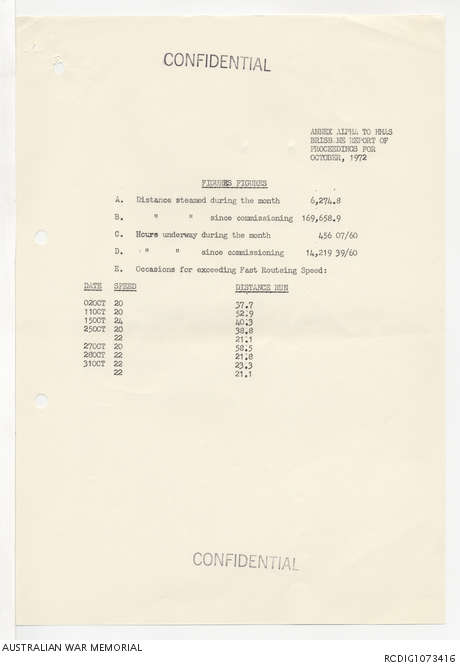 CONFIDENTIAL
ANNEX ALPHA TO HMAS
BRISBANE REPORT OF
PROCEEDINGS FOR
OCTOBER, 1972
FIGURES FIGURES
A. Distance steamed during the month 6,274.8
B. " " since commissioning 169,658.9
C. Hours underway during the month 456 07/60
D. " " since commissioning 14,219 39/60
E. Occasions for exceeding Fast Routeing Speed:
DATE SPEED DISTANCE RUN
02OCT 20 37.7
11OCT 20 52.9
15OCT 24 40.3
25OCT 20 38.8
22 21.1
27OCT 20 58.5
28OCT 22 21.8
31OCT 22 23.3
22 21.1
CONFIDENTIAL
AUSTRALIAN WAR MEMORIAL
RCDIG1073416